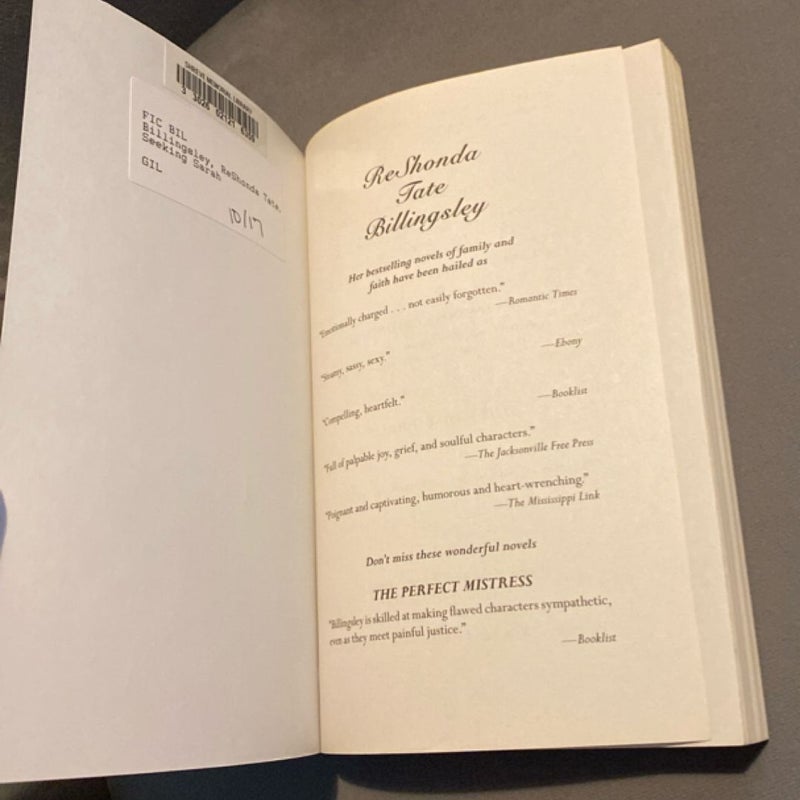 SHREVE MEMORIAL LIBRARY
FIC BIL
Billingsley, ReShonda Tate.
Seeking Sarah
GIL
10/17
ReShonda
Tate
Billingsley
Her bestselling novels of family and
faith have been hailed as
"Emotionally charged . . . not easily forgotten."
—Romantic Times
"Steamy, sassy, sexy."
—Ebony
"Compelling, heartfelt."
—Booklist
"Full of palpable joy, grief, and soulful characters."
—The Jacksonville Free Press
"Poignant and captivating, humorous and heart-wrenching."
—The Mississippi Link
Don't miss these wonderful novels
THE PERFECT MISTRESS
"Billingsley is skilled at making flawed characters sympathetic,
even as they meet painful justice."
—Booklist